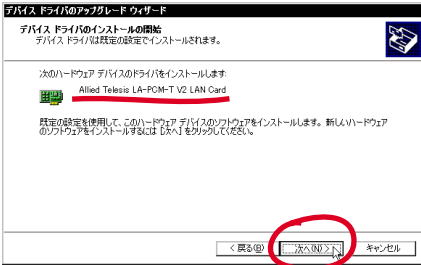 デバイス ドライバのアップグレード ウィザード
デバイス ドライバのインストールの開始
デバイス ドライバは既定の設定でインストールされます。
次のハードウェア デバイスのドライバをインストールします:
Allied Telesis LA-PCM-T V2 LAN Card
既定の設定を使用して、このハードウェア デバイスのソフトウェアをインストールします。新しいハードウェア
のソフトウェアをインストールするには [次へ] をクリックしてください。
< 戻る(B) 次へ(N) > キャンセル